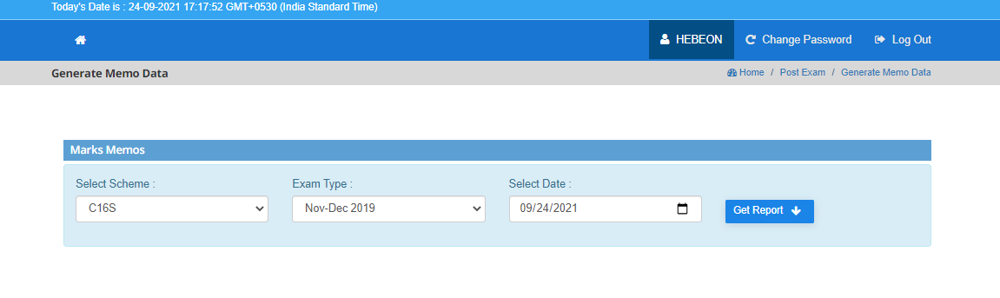 Today's Date is : 24-09-2021 17:17:52 GMT+0530 (India Standard Time)
HEBEON Change Password Log Out
Generate Memo Data Home / Post Exam / Generate Memo Data
Marks Memos
Select Scheme : Exam Type : Select Date :
C16S Nov-Dec 2019 09/24/2021 Get Report